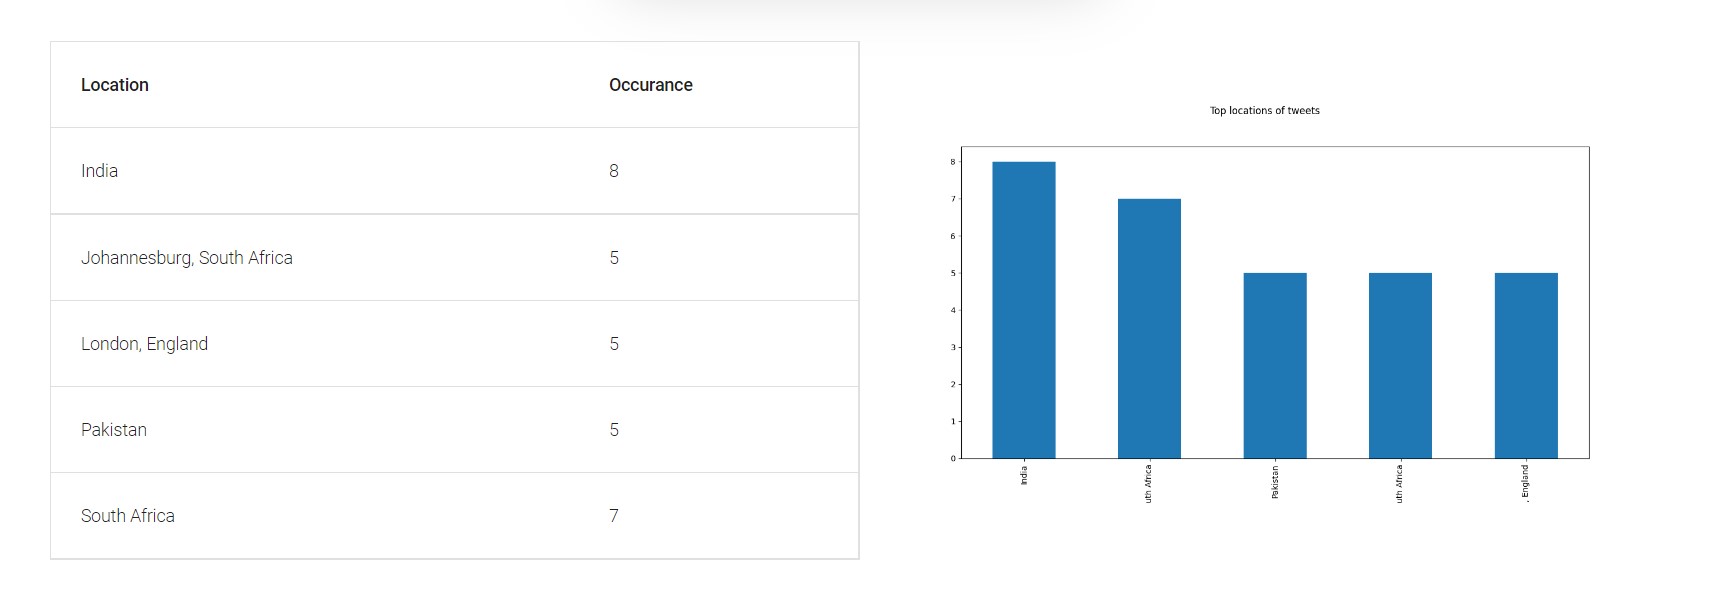 Location Occurance
India 8
Johannesburg, South Africa 5
London, England 5
Pakistan 5
South Africa 7
Top locations of tweets
8
7
6
5
4
3
2
1
0
India
uth Africa
Pakistan
uth Africa
, England